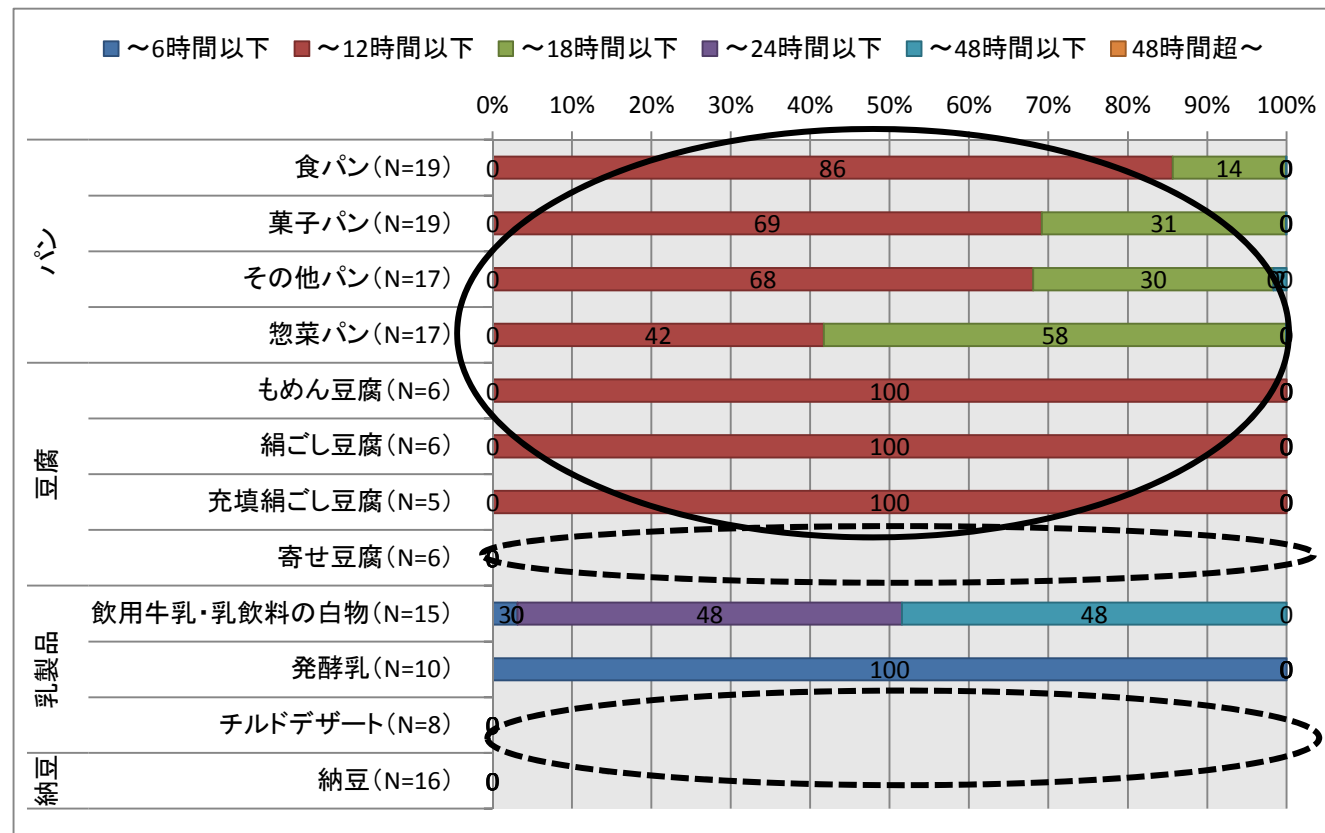 ～6時間以下 ～12時間以下 ～18時間以下 ～24時間以下 ～48時間以下 48時間超～
0% 10% 20% 30% 40% 50% 60% 70% 80% 90% 100%
パン
食パン（N=19） 0 86 14 0
菓子パン（N=19） 0 69 31 0
その他パン（N=17） 0 68 30 0 2 0
惣菜パン（N=17） 0 42 58 0
豆腐
もめん豆腐（N=6） 0 100 0
絹ごし豆腐（N=6） 0 100 0
充填絹ごし豆腐（N=5） 0 100 0
寄せ豆腐（N=6） 0
乳製品
飲用牛乳・乳飲料の白物（N=15） 3 0 48 48 0
発酵乳（N=10） 100 0
チルドデザート（N=8） 0
納豆
納豆（N=16） 0